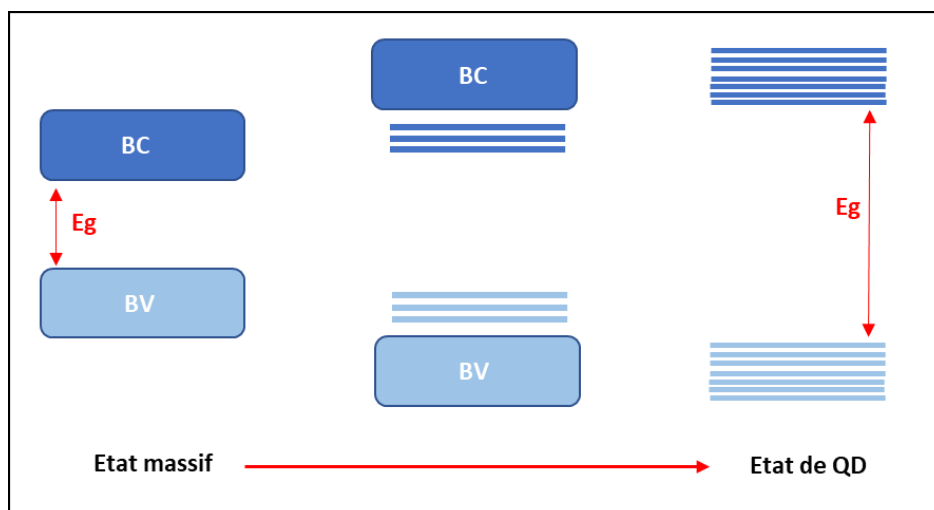 BC
BC
Eg
Eg
BV
BV
Etat massif
Etat de QD